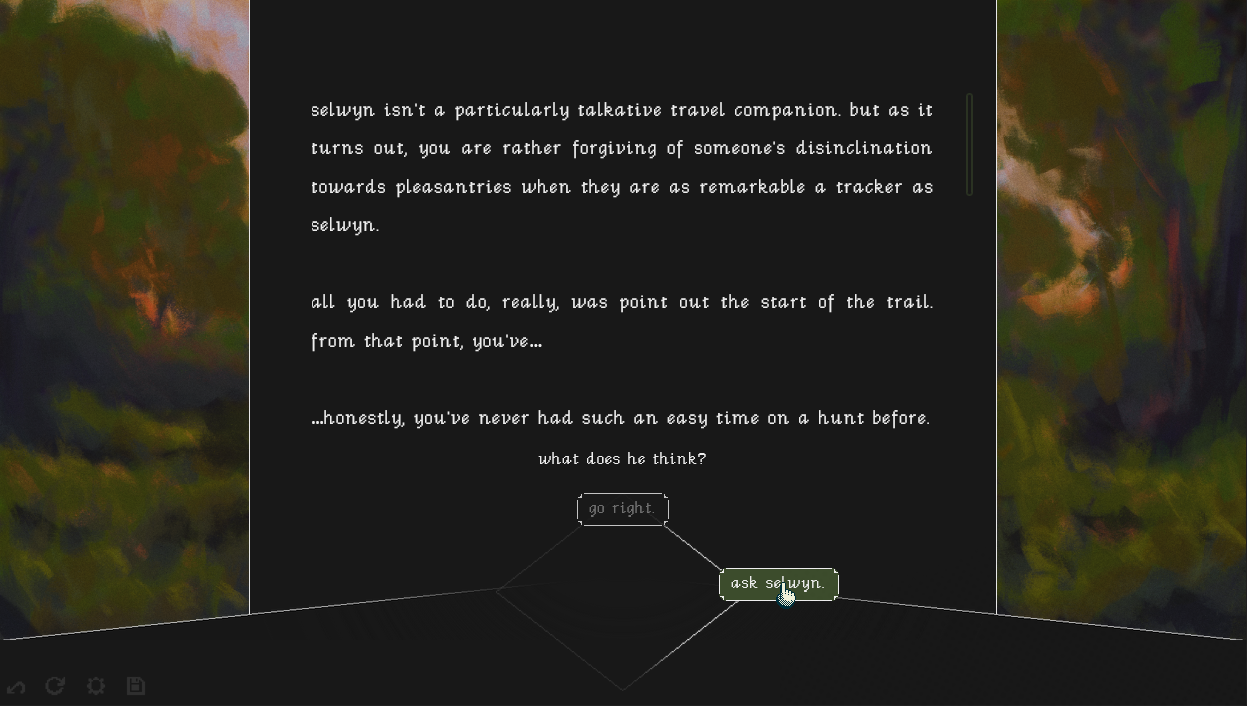 selwyn isn't a particularly talkative travel companion. but as it
turns out, you are rather forgiving of someone's disinclination
towards pleasantries when they are as remarkable a tracker as
selwyn.
all you had to do, really, was point out the start of the trail.
from that point, you've...
...honestly, you've never had such an easy time on a hunt before.
what does he think?
go right.
ask selwyn.